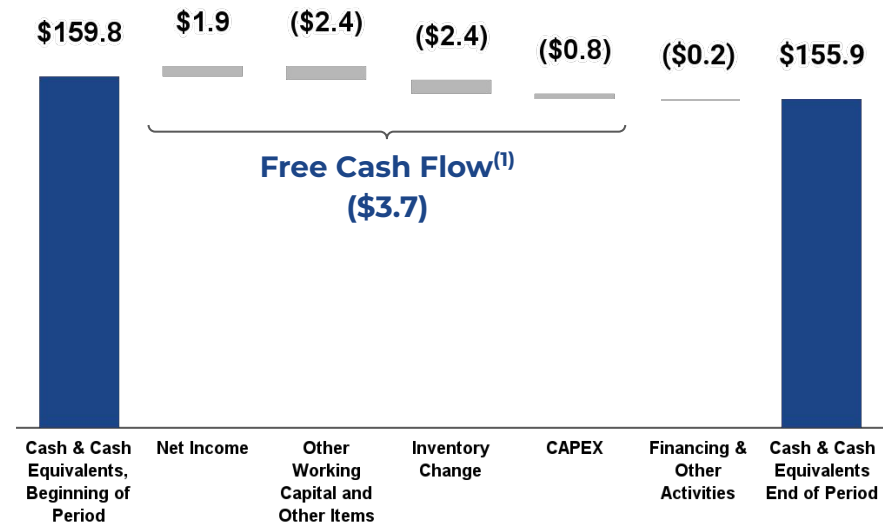 $159.8
$1.9
($2.4)
($2.4)
($0.8)
($0.2)
$155.9
Free Cash Flow(1)
($3.7)
Cash & Cash
Equivalents,
Beginning of
Period
Net Income
Other
Working
Capital and
Other Items
Inventory
Change
CAPEX
Financing &
Other
Activities
Cash & Cash
Equivalents
End of Period